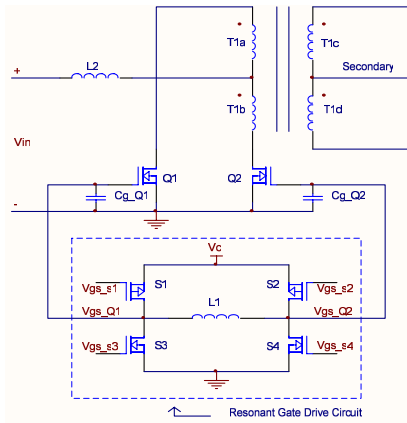 T1a
T1c
+
L2
Secondary
T1b
T1d
Vin
Q1
Q2
Cg_Q1
Cg_Q2
-
Vc
Vgs_s1
S1
S2
Vgs_s2
L1
Vgs_Q1
Vgs_Q2
Vgs_s3
S3
S4
Vgs_s4
Resonant Gate Drive Circuit